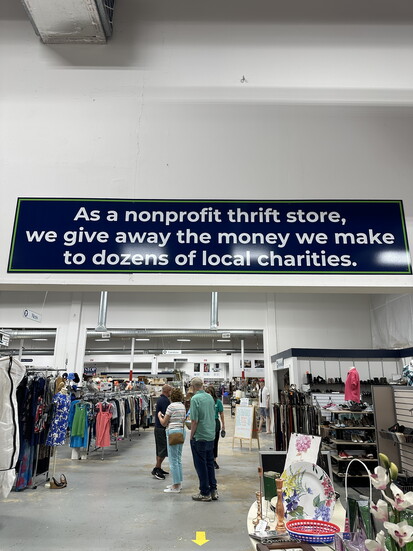 As a nonprofit thrift store,
we give away the money we make
to dozens of local charities.